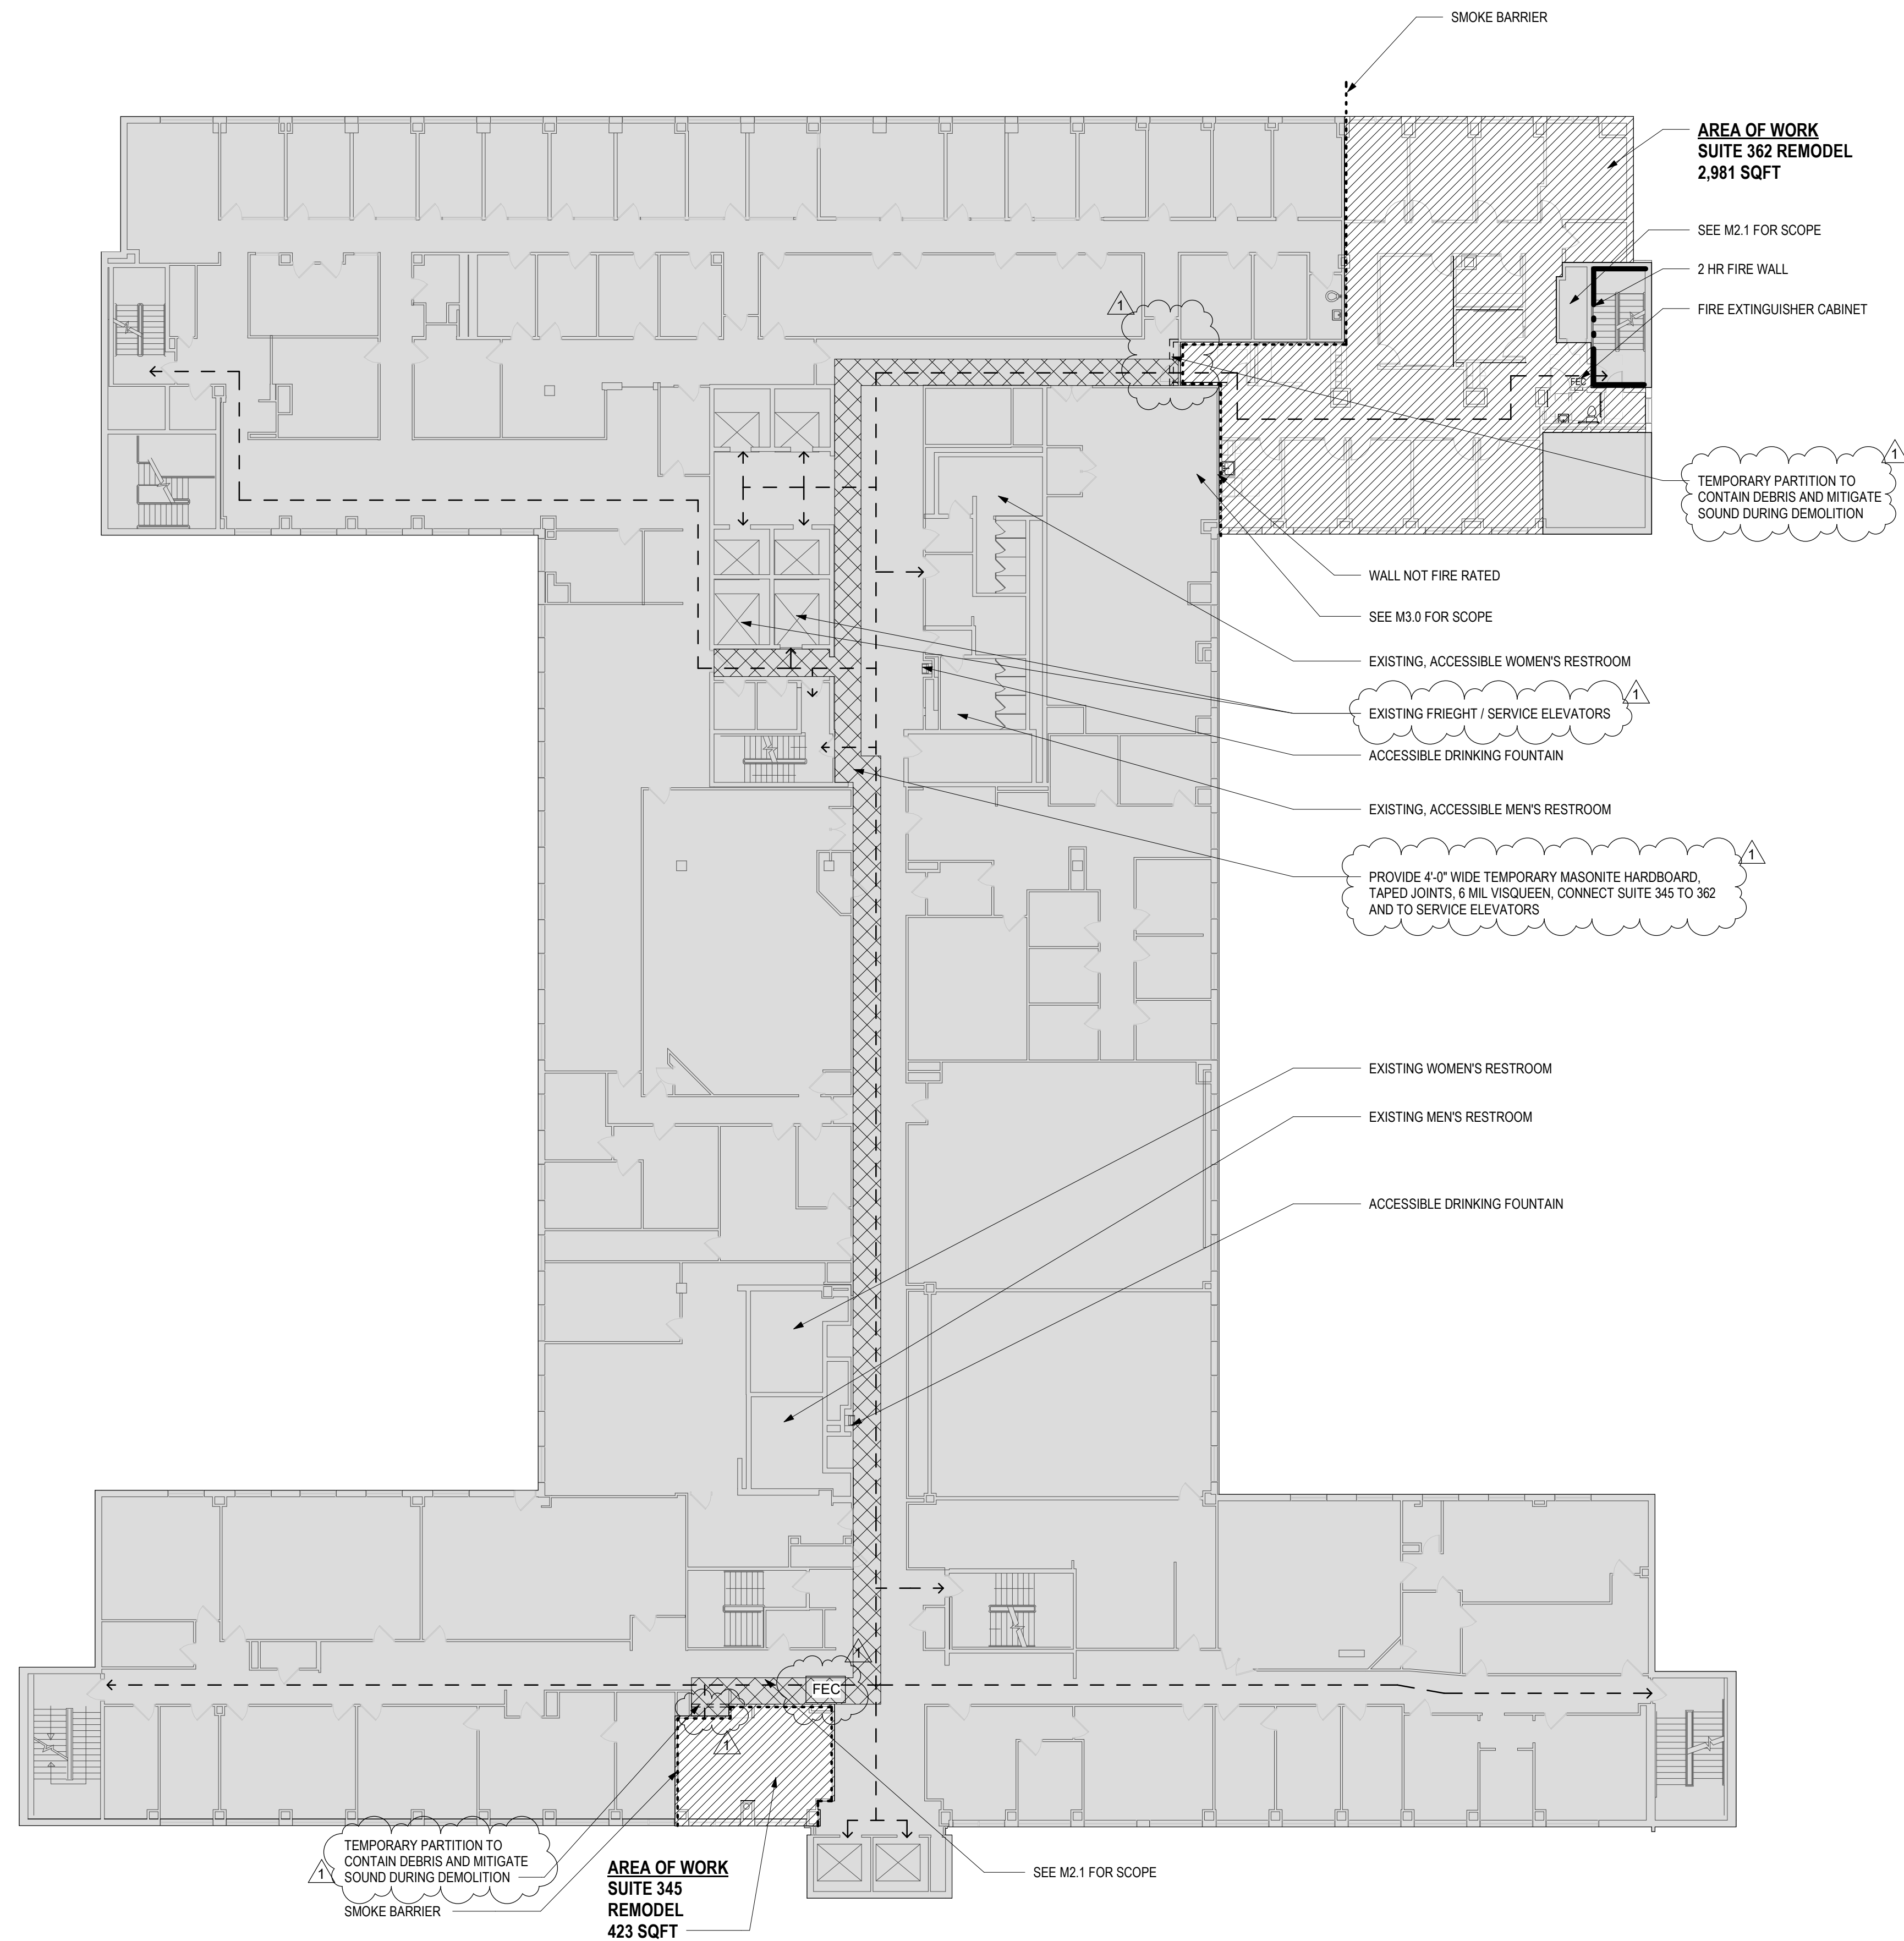 SMOKE BARRIER
AREA OF WORK
SUITE 362 REMODEL
2,981 SQFT
SEE M2.1 FOR SCOPE
2 HR FIRE WALL
FIRE EXTINGUISHER CABINET
1
FEC
1
TEMPORARY PARTITION TO
CONTAIN DEBRIS AND MITIGATE
SOUND DURING DEMOLITION
WALL NOT FIRE RATED
SEE M3.0 FOR SCOPE
EXISTING, ACCESSIBLE WOMEN'S RESTROOM
1
EXISTING FRIEGHT / SERVICE ELEVATORS
ACCESSIBLE DRINKING FOUNTAIN
EXISTING, ACCESSIBLE MEN'S RESTROOM
1
PROVIDE 4'-0" WIDE TEMPORARY MASONITE HARDBOARD,
TAPED JOINTS, 6 MIL VISQUEEN, CONNECT SUITE 345 TO 362
AND TO SERVICE ELEVATORS
EXISTING WOMEN'S RESTROOM
EXISTING MEN'S RESTROOM
ACCESSIBLE DRINKING FOUNTAIN
1
FEC
1
TEMPORARY PARTITION TO
CONTAIN DEBRIS AND MITIGATE
SOUND DURING DEMOLITION
1
SMOKE BARRIER
AREA OF WORK
SUITE 345
REMODEL
423 SQFT
SEE M2.1 FOR SCOPE